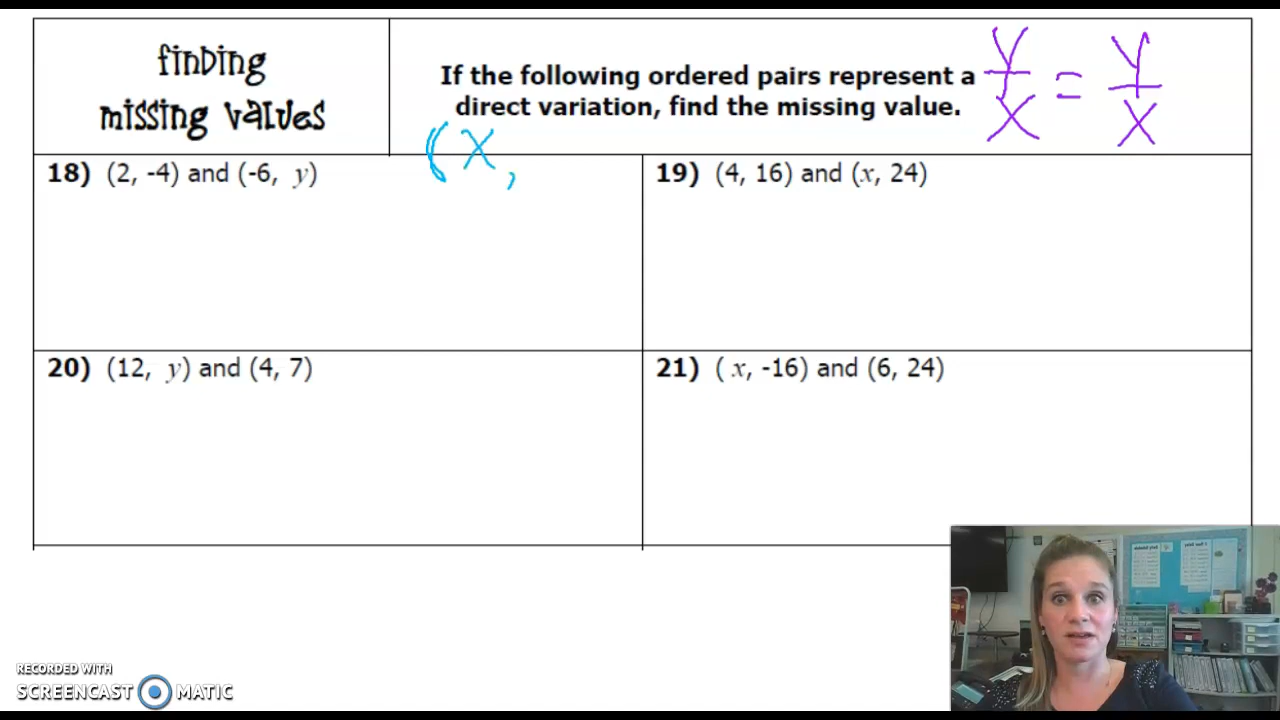 finding
missing values
If the following ordered pairs represent a
direct variation, find the missing value.
y/x = y/x
(x,
18) (2, -4) and (-6, y)
19) (4, 16) and (x, 24)
20) (12, y) and (4, 7)
21) ( x, -16) and (6, 24)
RECORDED WITH
SCREENCAST MATIC